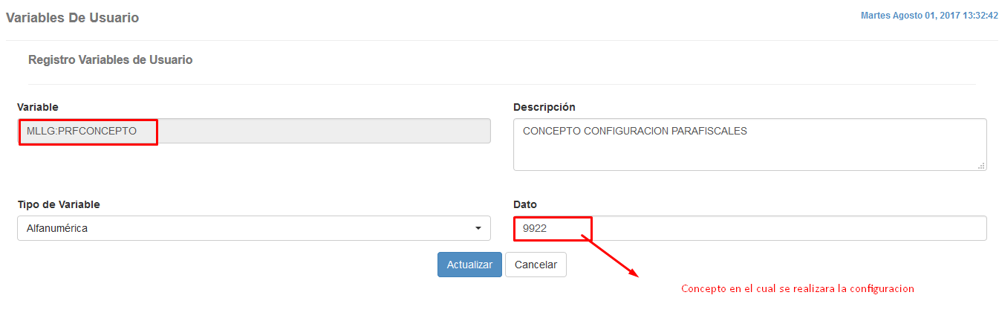 Variables De Usuario
Martes Agosto 01, 2017 13:32:42
Registro Variables de Usuario
Variable
Descripción
MLLG:PRFCONCEPTO
CONCEPTO CONFIGURACION PARAFISCALES
Tipo de Variable
Dato
Alfanumérica
9922
Actualizar
Cancelar
Concepto en el cual se realizara la configuracion